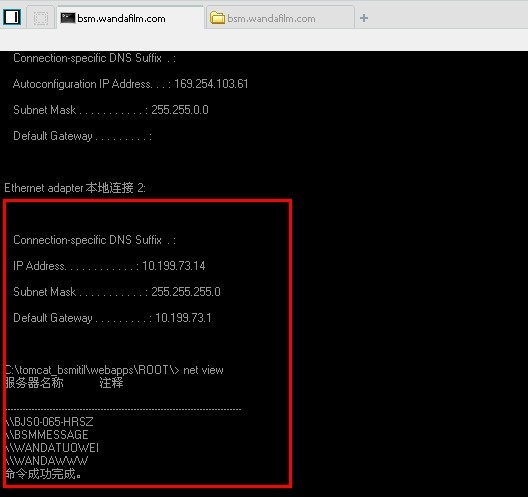 bsm.wandafilm.com
bsm.wandafilm.com
Connection-specific DNS Suffix . :
Autoconfiguration IP Address. . . : 169.254.103.61
Subnet Mask . . . . . . . . . . . : 255.255.0.0
Default Gateway . . . . . . . . . :
Ethernet adapter 本地连接 2:
Connection-specific DNS Suffix . :
IP Address. . . . . . . . . . . . : 10.199.73.14
Subnet Mask . . . . . . . . . . . : 255.255.255.0
Default Gateway . . . . . . . . . : 10.199.73.1
C:\tomcat_bsmitil\webapps\ROOT\> net view
服务器名称 注释
-------------------------------------------------------------------------------
\\BJS0-065-HRSZ
\\BSMMESSAGE
\\WANDATUOWEI
\\WANDAWWW
命令成功完成。